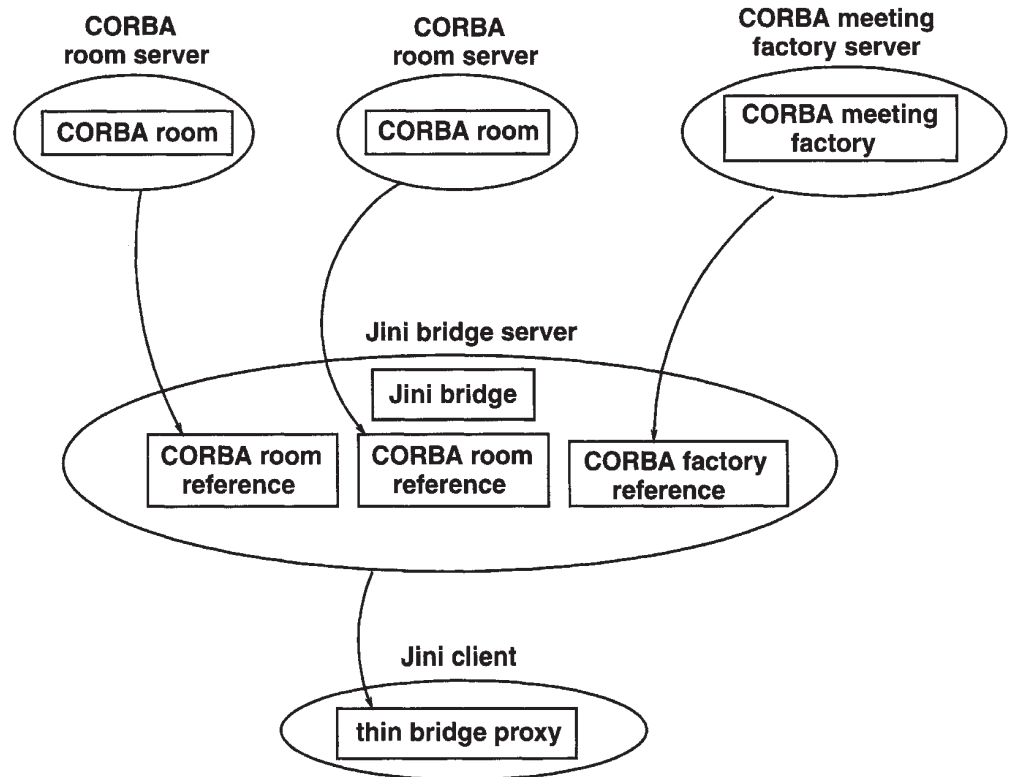 CORBA
room server
CORBA
room server
CORBA meeting
factory server
CORBA room
CORBA room
CORBA meeting
factory
Jini bridge server
Jini bridge
CORBA room
reference
CORBA room
reference
CORBA factory
reference
Jini client
thin bridge proxy